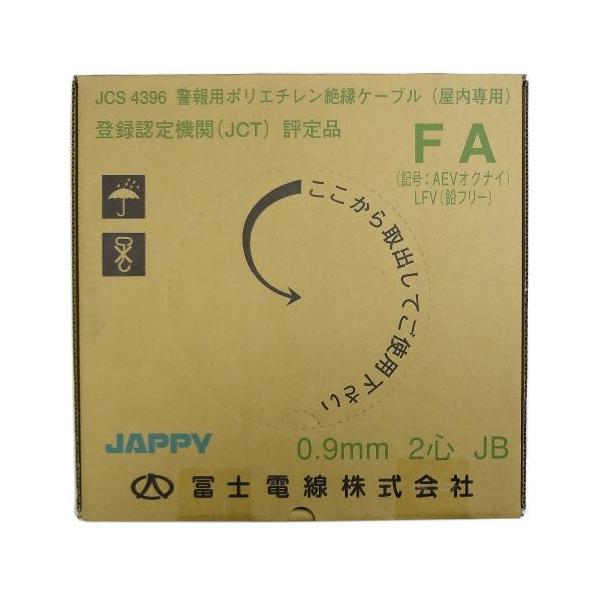 JCS 4396 警報用ポリエチレン絶縁ケーブル（屋内専用）
登録認定機関（JCT） 評定品
FA
（記号：AEVオクナイ）
LFV（鉛フリー）
ここから取出してご使用下さい
JAPPY
0.9mm 2心 JB
冨士電線株式会社